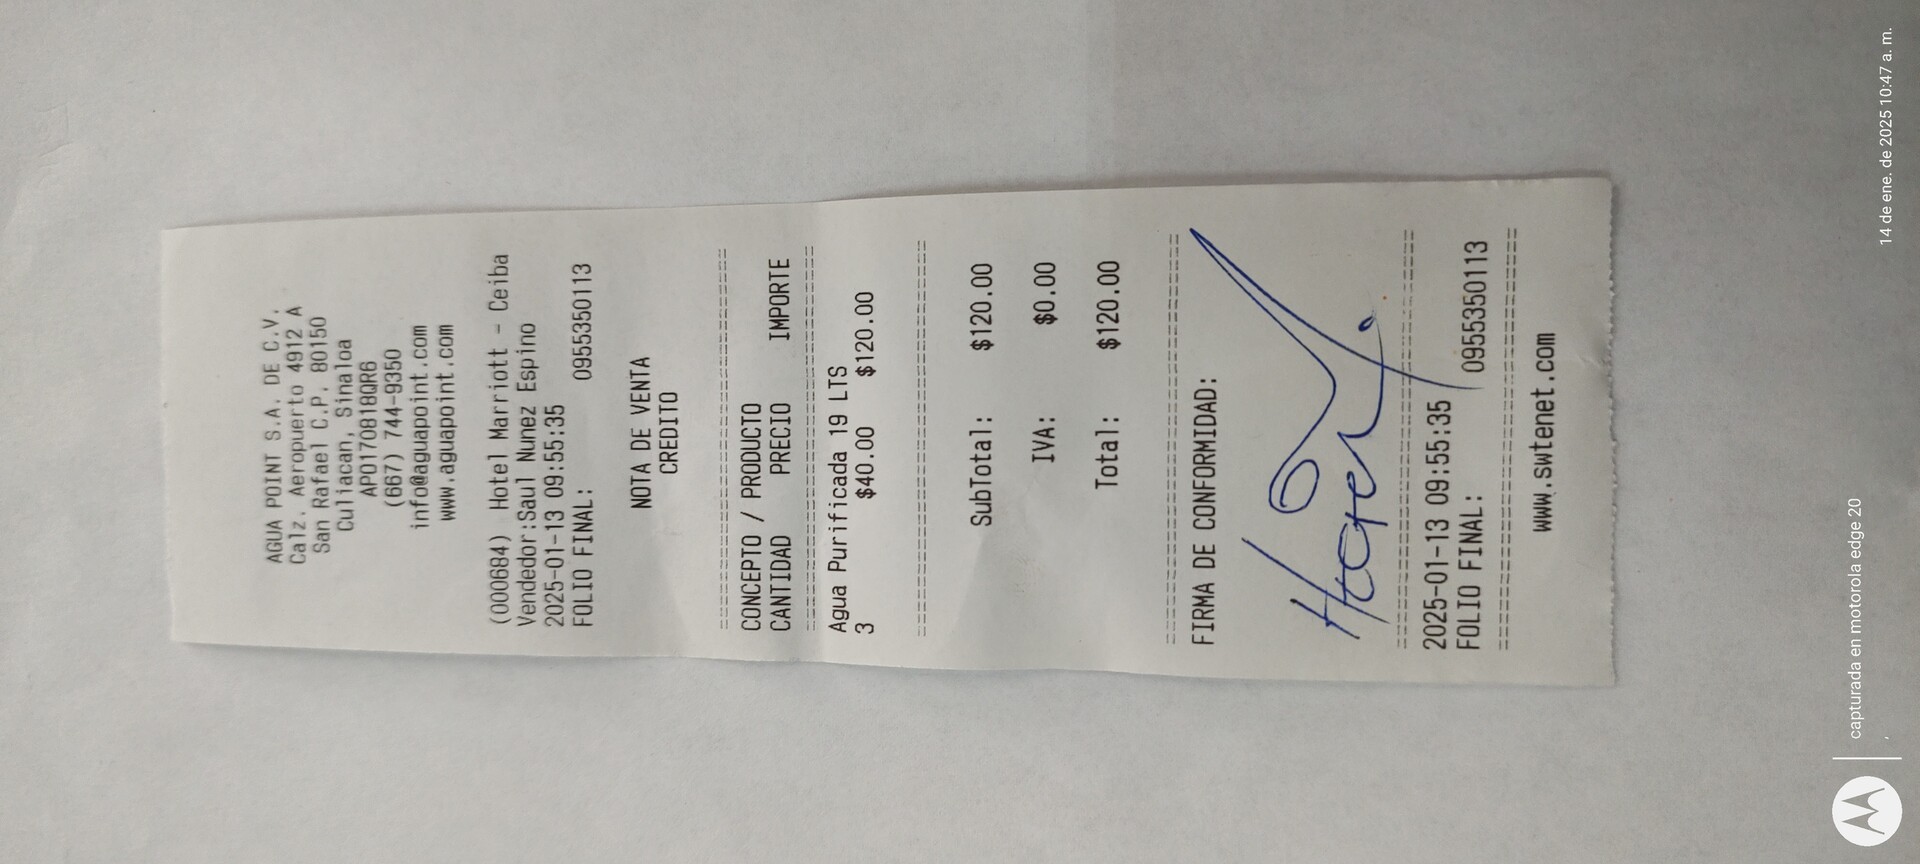 AGUA POINT S.A. DE C.V.
Calz. Aeropuerto 4912 A
San Rafael C.P. 80150
Culiacan, Sinaloa
APO170818QR6
(667) 744-9350
info@aguapoint.com
www.aguapoint.com
(000684) Hotel Marriott - Ceiba
Vendedor:Saul Nunez Espino
2025-01-13 09:55:35
FOLIO FINAL: 0955350113
NOTA DE VENTA
CREDITO
================================
CONCEPTO / PRODUCTO
CANTIDAD PRECIO IMPORTE
================================
Agua Purificada 19 LTS
3 $40.00 $120.00
================================
SubTotal: $120.00
IVA: $0.00
Total: $120.00
================================
FIRMA DE CONFORMIDAD:
================================
2025-01-13 09:55:35
FOLIO FINAL: 0955350113
================================
www.swtenet.com
capturada en motorola edge 20
14 de ene. de 2025 10:47 a. m.